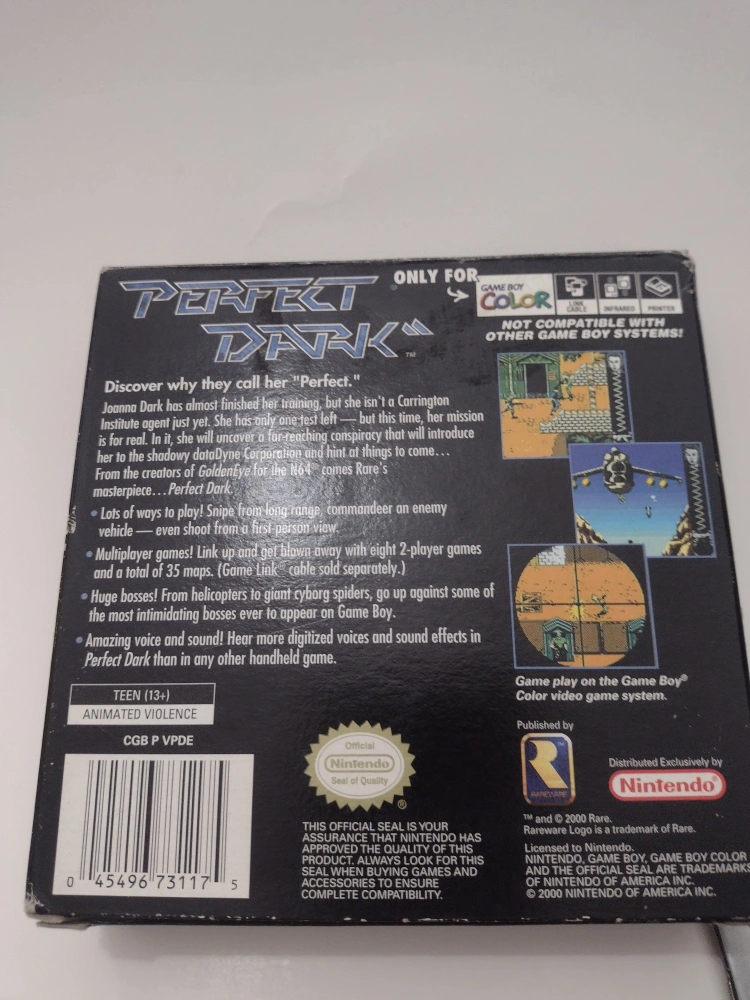 PERFECT DARK™
ONLY FOR
GAME BOY COLOR
LINK CABLE
INFRARED
PRINTER
NOT COMPATIBLE WITH
OTHER GAME BOY SYSTEMS!
Discover why they call her "Perfect."
Joanna Dark has almost finished her training, but she isn't a Carrington
Institute agent just yet. She has only one test left — but this time, her mission
is for real. In it, she will uncover a far-reaching conspiracy that will introduce
her to the shadowy dataDyne Corporation and hint at things to come...
From the creators of GoldenEye for the N64 comes Rare's
masterpiece...Perfect Dark.
• Lots of ways to play! Snipe from long range, commandeer an enemy
vehicle — even shoot from a first-person view.
• Multiplayer games! Link up and get blown away with eight 2-player games
and a total of 35 maps. (Game Link cable sold separately.)
• Huge bosses! From helicopters to giant cyborg spiders, go up against some of
the most intimidating bosses ever to appear on Game Boy.
• Amazing voice and sound! Hear more digitized voices and sound effects in
Perfect Dark than in any other handheld game.
Game play on the Game Boy®
Color video game system.
TEEN (13+)
ANIMATED VIOLENCE
CGB P VPDE
0 45496 73117 5
Official
Nintendo
Seal of Quality
®
THIS OFFICIAL SEAL IS YOUR
ASSURANCE THAT NINTENDO HAS
APPROVED THE QUALITY OF THIS
PRODUCT. ALWAYS LOOK FOR THIS
SEAL WHEN BUYING GAMES AND
ACCESSORIES TO ENSURE
COMPLETE COMPATIBILITY.
Published by
R
RAREWARE
Distributed Exclusively by
Nintendo®
™ and © 2000 Rare.
Rareware Logo is a trademark of Rare.
Licensed to Nintendo.
NINTENDO, GAME BOY, GAME BOY COLOR
AND THE OFFICIAL SEAL ARE TRADEMARKS
OF NINTENDO OF AMERICA INC.
© 2000 NINTENDO OF AMERICA INC.